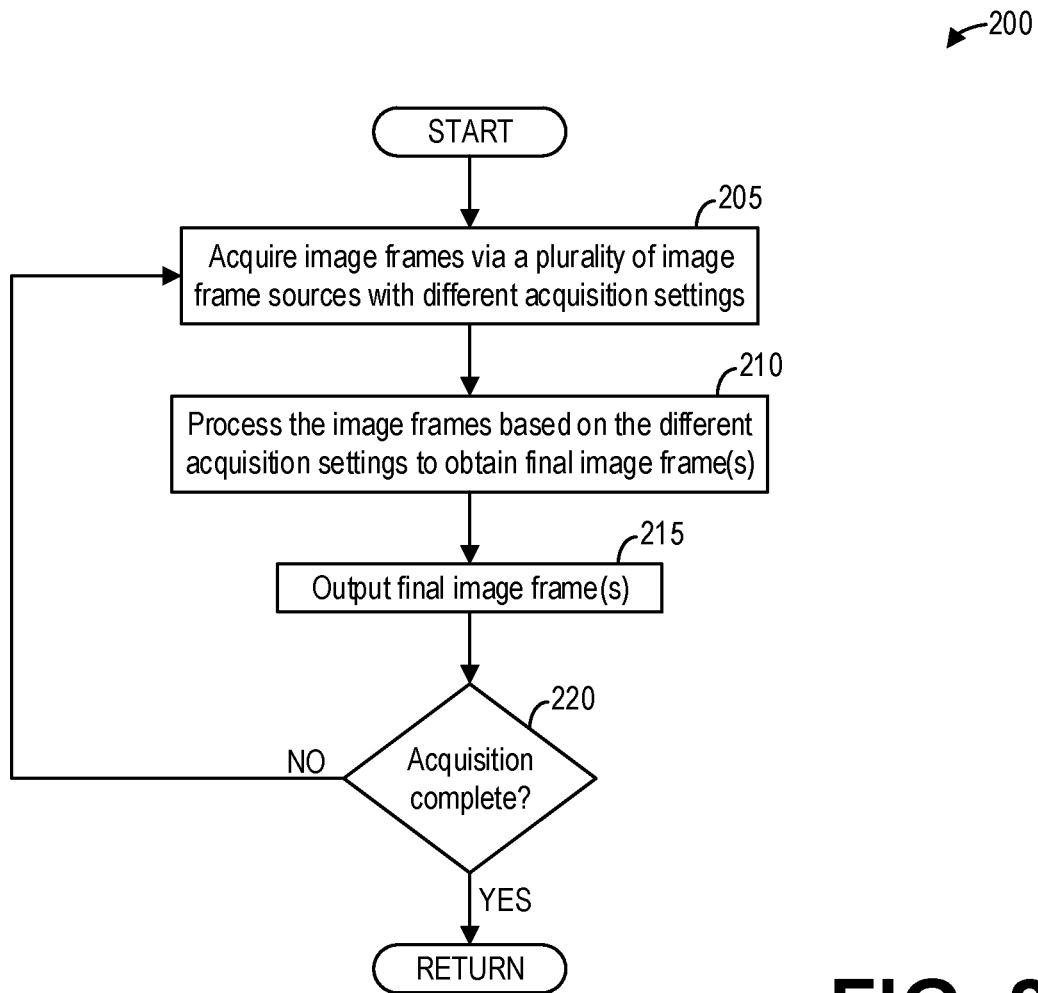 200
START
205
Acquire image frames via a plurality of image
frame sources with different acquisition settings
210
Process the image frames based on the different
acquisition settings to obtain final image frame(s)
215
Output final image frame(s)
220
Acquisition
complete?
NO
YES
RETURN
FIG.